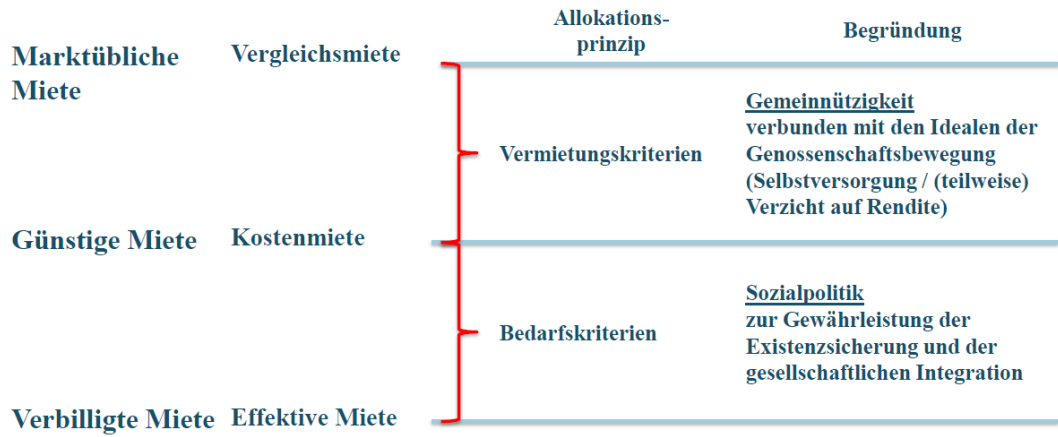 Allokations-
prinzip
Begründung
Marktübliche
Miete
Vergleichsmiete
Vermietungskriterien
Gemeinnützigkeit
verbunden mit den Idealen der
Genossenschaftsbewegung
(Selbstversorgung / (teilweise)
Verzicht auf Rendite)
Günstige Miete
Kostenmiete
Bedarfskriterien
Sozialpolitik
zur Gewährleistung der
Existenzsicherung und der
gesellschaftlichen Integration
Verbilligte Miete
Effektive Miete